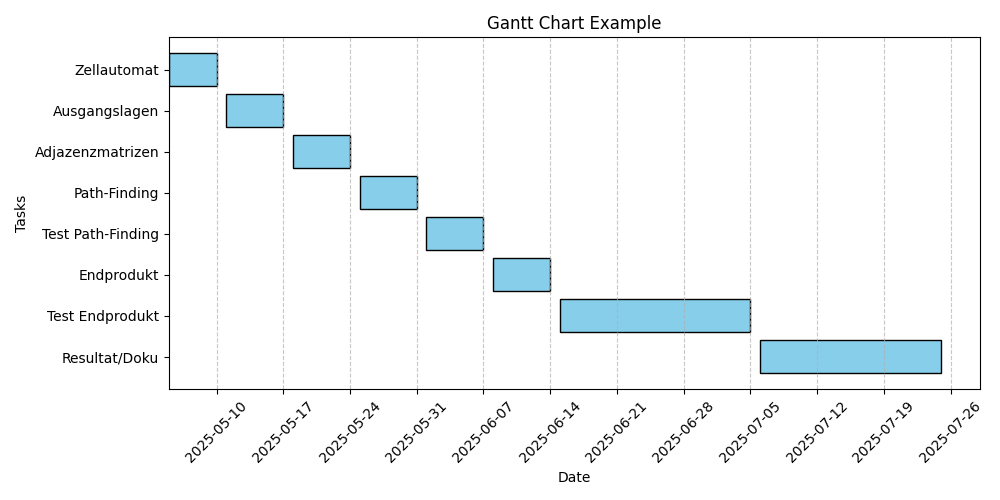 Gantt Chart Example
Tasks
Zellautomat
Ausgangslagen
Adjazenzmatrizen
Path-Finding
Test Path-Finding
Endprodukt
Test Endprodukt
Resultat/Doku
2025-05-10
2025-05-17
2025-05-24
2025-05-31
2025-06-07
2025-06-14
2025-06-21
2025-06-28
2025-07-05
2025-07-12
2025-07-19
2025-07-26
Date